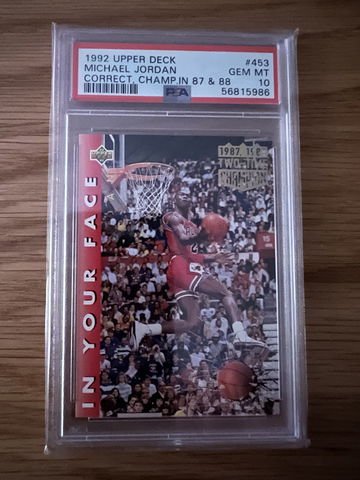 1992 UPPER DECK #453
MICHAEL JORDAN GEM MT
CORRECT, CHAMP.IN 87 & 88 10
PSA 56815986
1987, 1988
TWO-TIME
CHAMPION
IN YOUR FACE